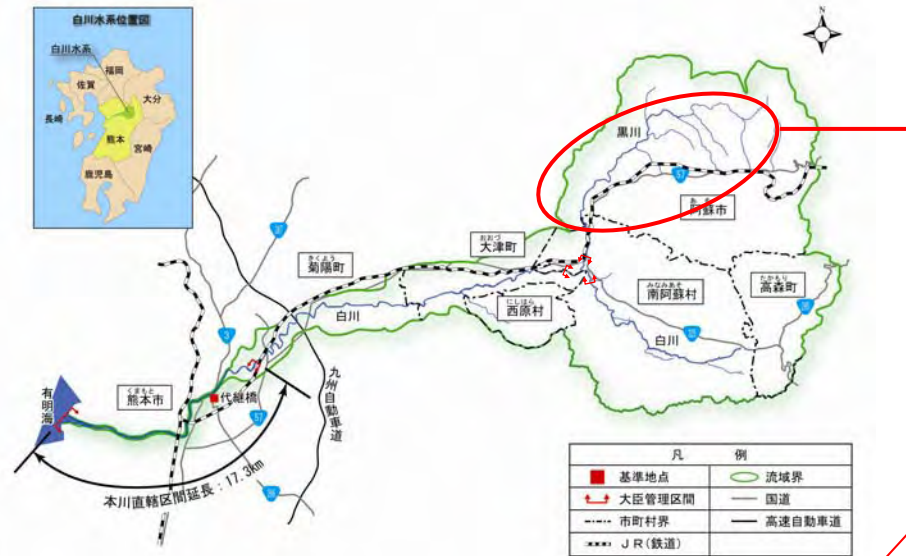 白川水系位置図
白川水系
福岡
佐賀
大分
長崎
熊本
宮崎
鹿児島
N
黒川
57
あそ
阿蘇市
おおづ
大津町
きくよう
菊陽町
みなみあそ
南阿蘇村
たかもり
高森町
にしはら
西原村
白川
白川
3
九州自動車道
有明海
くまもと
熊本市
代継橋
57
本川直轄区間延長：17.3km
凡 例
基準地点
流域界
大臣管理区間
国道
市町村界
高速自動車道
JR(鉄道)